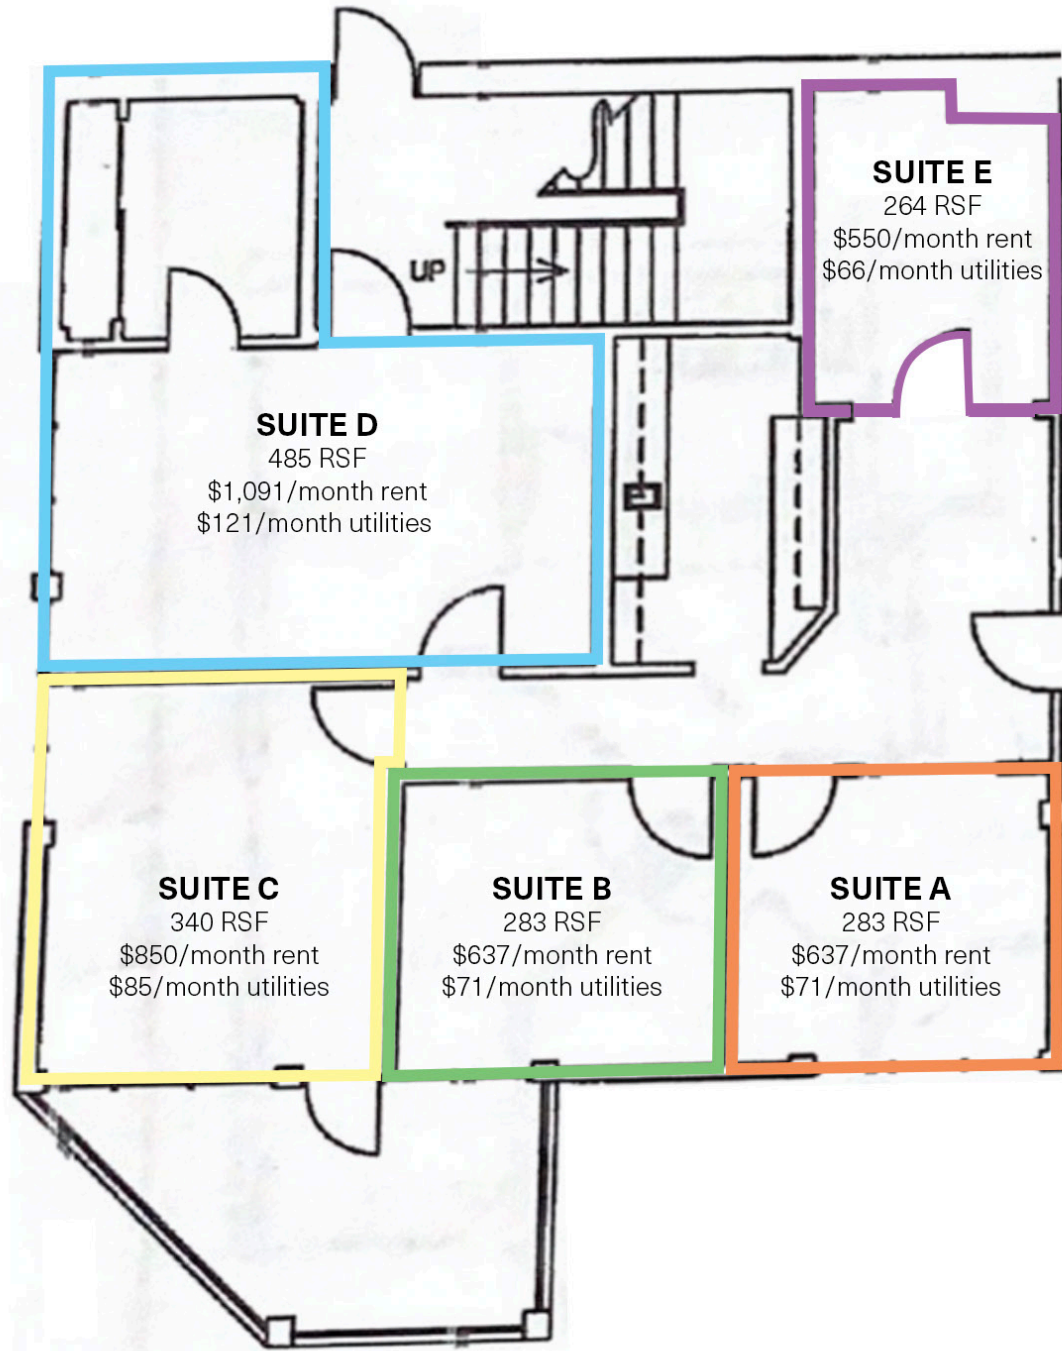 SUITE E
264 RSF
$550/month rent
$66/month utilities
UP
SUITE D
485 RSF
$1,091/month rent
$121/month utilities
SUITE C
340 RSF
$850/month rent
$85/month utilities
SUITE B
283 RSF
$637/month rent
$71/month utilities
SUITE A
283 RSF
$637/month rent
$71/month utilities